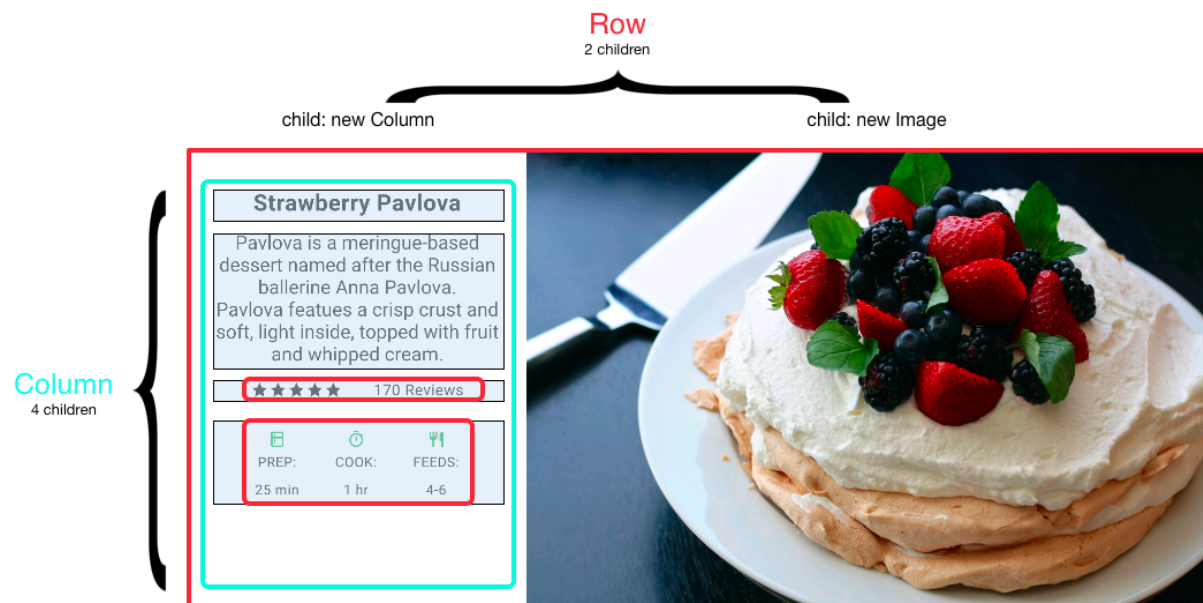 Row
2 children
child: new Column
child: new Image
Column
4 children
Strawberry Pavlova
Pavlova is a meringue-based
dessert named after the Russian
ballerine Anna Pavlova.
Pavlova featues a crisp crust and
soft, light inside, topped with fruit
and whipped cream.
170 Reviews
PREP: COOK: FEEDS:
25 min 1 hr 4-6